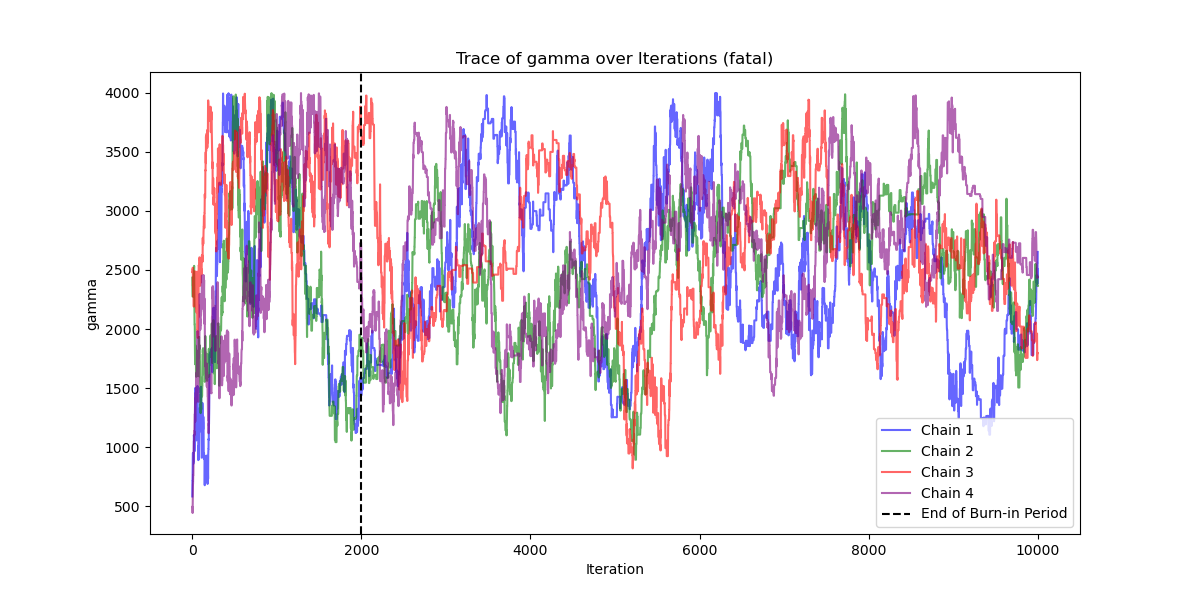 Trace of gamma over Iterations (fatal)
4000
3500
3000
2500
2000
1500
1000
500
gamma
0
2000
4000
6000
8000
10000
Iteration
Chain 1
Chain 2
Chain 3
Chain 4
End of Burn-in Period